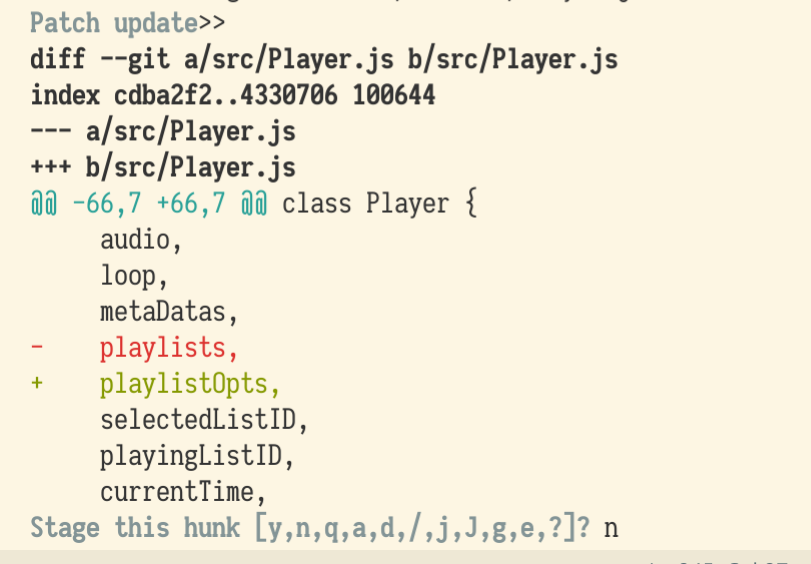 Patch update>>
diff --git a/src/Player.js b/src/Player.js
index cdba2f2..4330706 100644
--- a/src/Player.js
+++ b/src/Player.js
@@ -66,7 +66,7 @@ class Player {
     audio,
     loop,
     metaDatas,
-    playlists,
+    playlistOpts,
     selectedListID,
     playingListID,
     currentTime,
Stage this hunk [y,n,q,a,d,/,j,J,g,e,?]? n